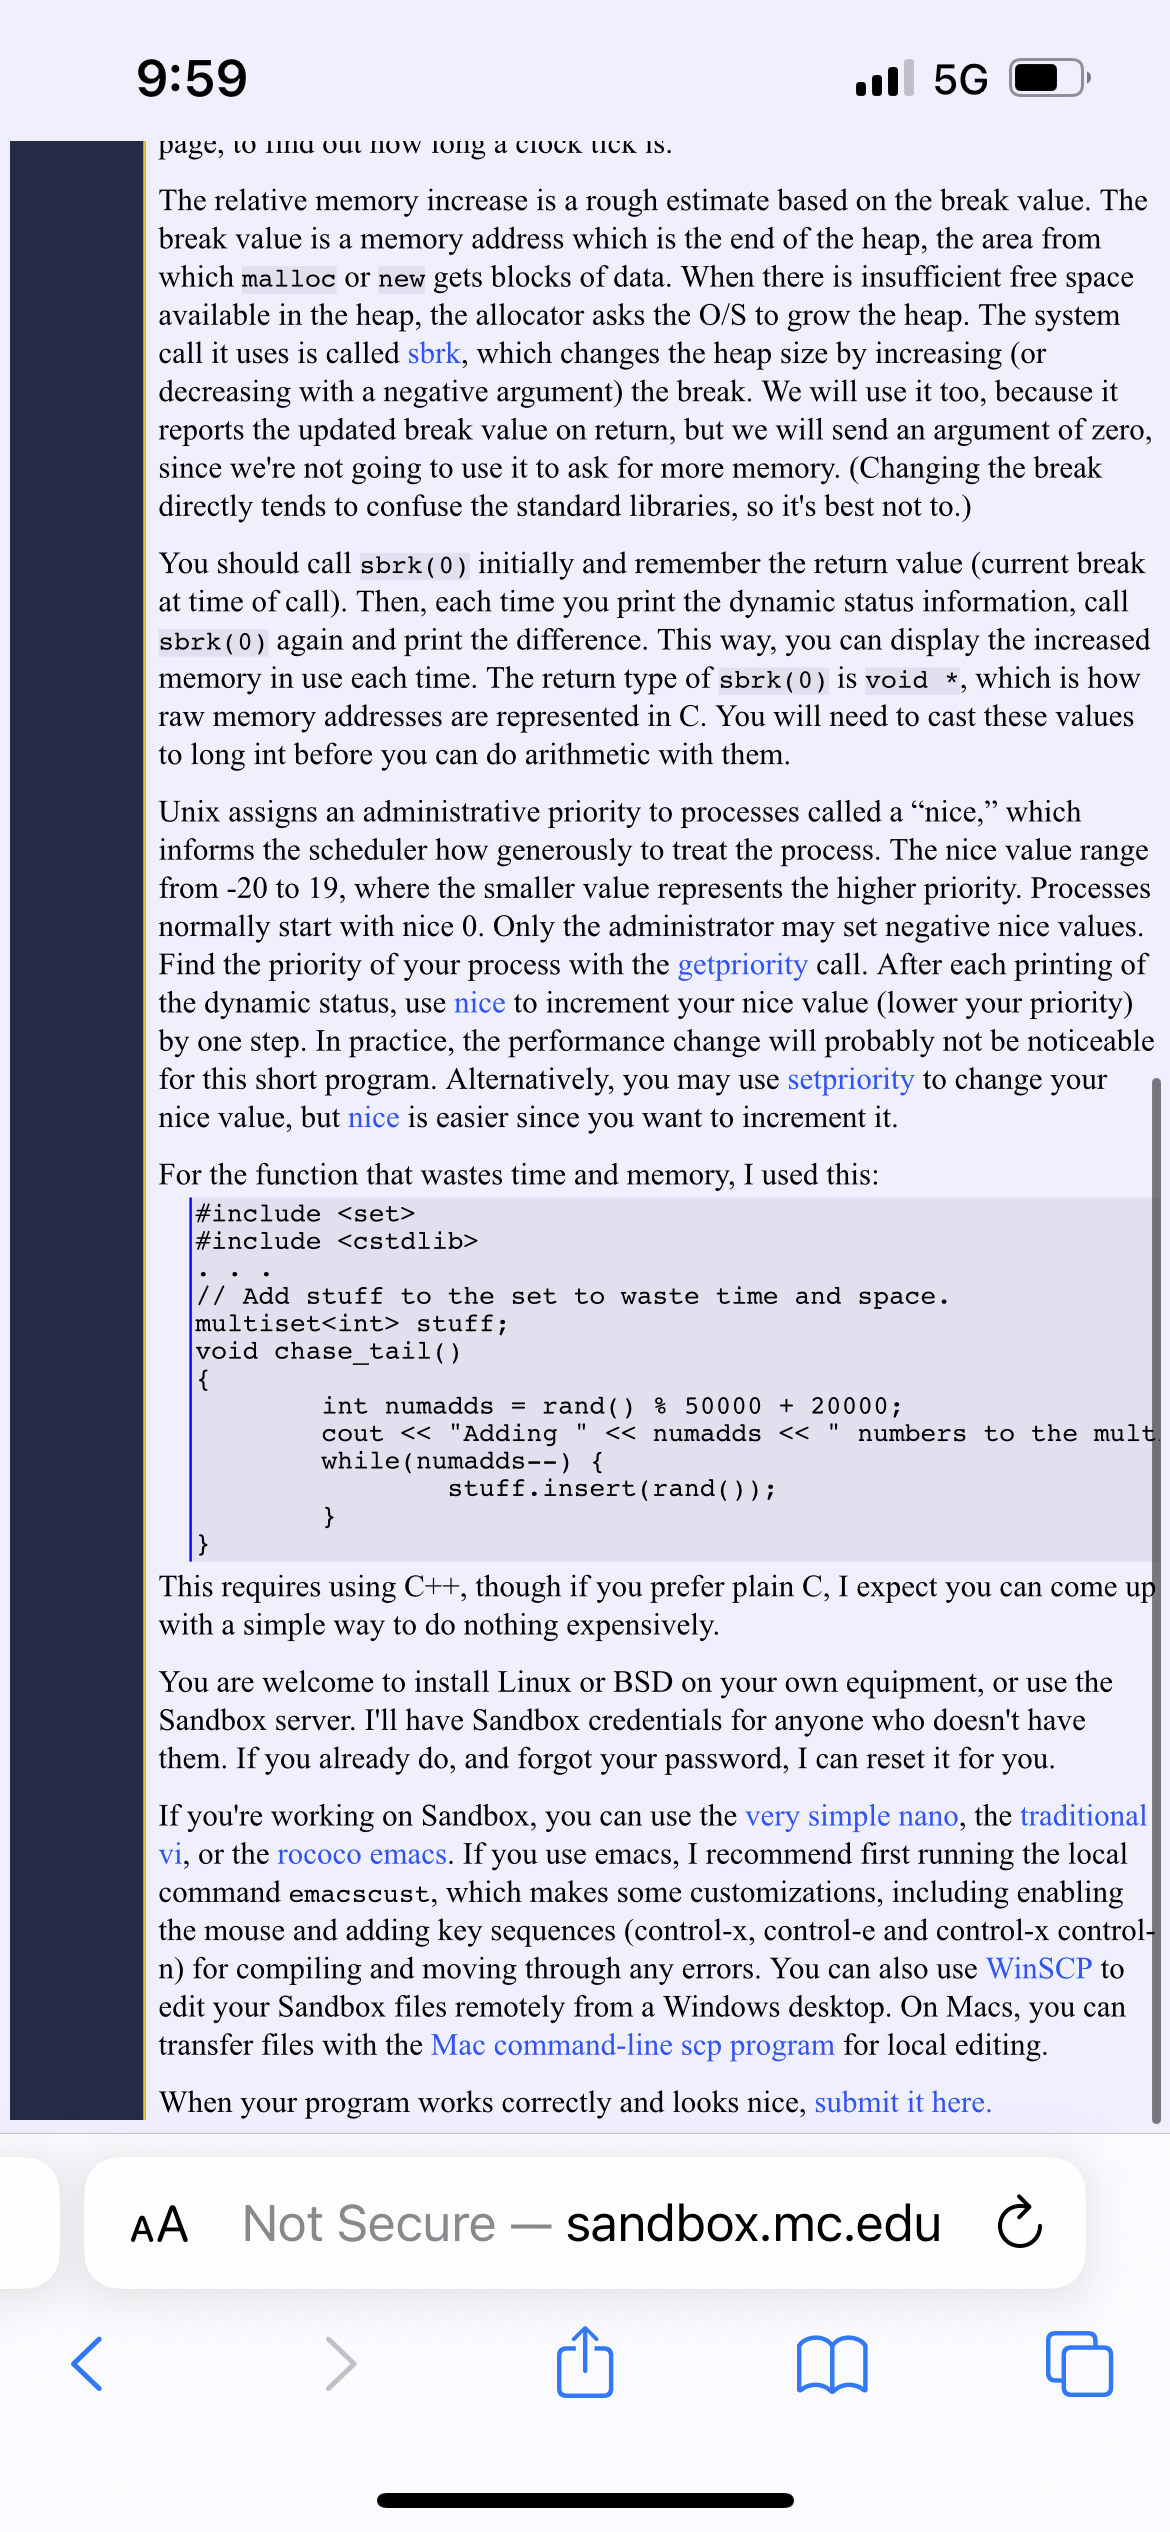 9:59
5G
page, to find out how long a clock tick is.
The relative memory increase is a rough estimate based on the break value. The
break value is a memory address which is the end of the heap, the area from
which malloc or new gets blocks of data. When there is insufficient free space
available in the heap, the allocator asks the O/S to grow the heap. The system
call it uses is called sbrk, which changes the heap size by increasing (or
decreasing with a negative argument) the break. We will use it too, because it
reports the updated break value on return, but we will send an argument of zero,
since we're not going to use it to ask for more memory. (Changing the break
directly tends to confuse the standard libraries, so it's best not to.)
You should call sbrk(0) initially and remember the return value (current break
at time of call). Then, each time you print the dynamic status information, call
sbrk(0) again and print the difference. This way, you can display the increased
memory in use each time. The return type of sbrk(0) is void *, which is how
raw memory addresses are represented in C. You will need to cast these values
to long int before you can do arithmetic with them.
Unix assigns an administrative priority to processes called a “nice,” which
informs the scheduler how generously to treat the process. The nice value range
from -20 to 19, where the smaller value represents the higher priority. Processes
normally start with nice 0. Only the administrator may set negative nice values.
Find the priority of your process with the getpriority call. After each printing of
the dynamic status, use nice to increment your nice value (lower your priority)
by one step. In practice, the performance change will probably not be noticeable
for this short program. Alternatively, you may use setpriority to change your
nice value, but nice is easier since you want to increment it.
For the function that wastes time and memory, I used this:
#include <set>
#include <cstdlib>
. . .
// Add stuff to the set to waste time and space.
multiset<int> stuff;
void chase_tail()
{
        int numadds = rand() % 50000 + 20000;
        cout << "Adding " << numadds << " numbers to the mult
        while(numadds--) {
                stuff.insert(rand());
        }
}
This requires using C++, though if you prefer plain C, I expect you can come up
with a simple way to do nothing expensively.
You are welcome to install Linux or BSD on your own equipment, or use the
Sandbox server. I'll have Sandbox credentials for anyone who doesn't have
them. If you already do, and forgot your password, I can reset it for you.
If you're working on Sandbox, you can use the very simple nano, the traditional
vi, or the rococo emacs. If you use emacs, I recommend first running the local
command emacscust, which makes some customizations, including enabling
the mouse and adding key sequences (control-x, control-e and control-x control-
n) for compiling and moving through any errors. You can also use WinSCP to
edit your Sandbox files remotely from a Windows desktop. On Macs, you can
transfer files with the Mac command-line scp program for local editing.
When your program works correctly and looks nice, submit it here.
AA Not Secure — sandbox.mc.edu